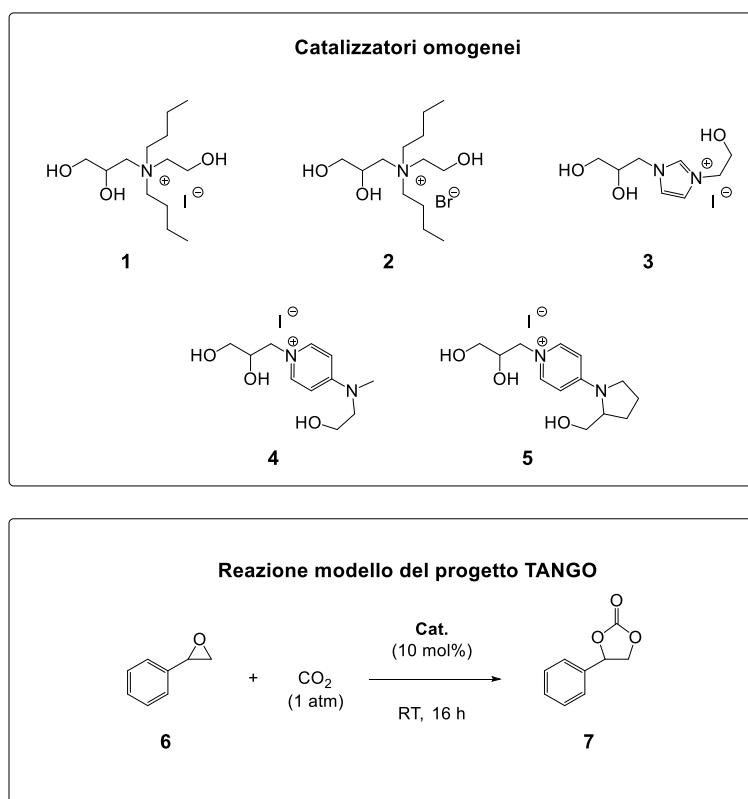 Catalizzatori omogenei
HO
OH
N
⊕
OH
I ⊖
1
HO
OH
N
⊕
OH
Br ⊖
2
HO
HO
OH
N
N
⊕
I ⊖
3
I ⊖
HO
OH
N
⊕
N
HO
4
I ⊖
HO
OH
N
⊕
N
HO
5
Reazione modello del progetto TANGO
O
6
+
CO2
(1 atm)
Cat.
(10 mol%)
RT, 16 h
O
O
O
7